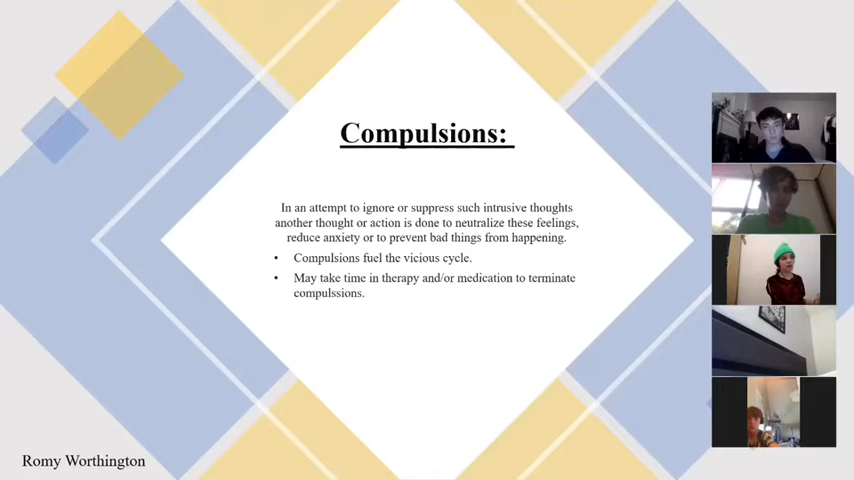 Compulsions:
In an attempt to ignore or suppress such intrusive thoughts
another thought or action is done to neutralize these feelings,
reduce anxiety or to prevent bad things from happening.
• Compulsions fuel the vicious cycle.
• May take time in therapy and/or medication to terminate
compulssions.
Romy Worthington